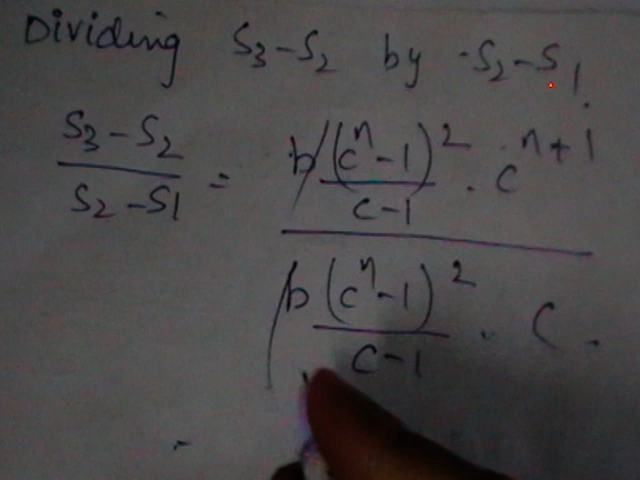 Dividing S3-S2 by -S2-S1.
S3-S2 / S2-S1 = b (c^n-1)^2 / c-1 . c^n+1
b (c^n-1)^2 / c-1 . C.